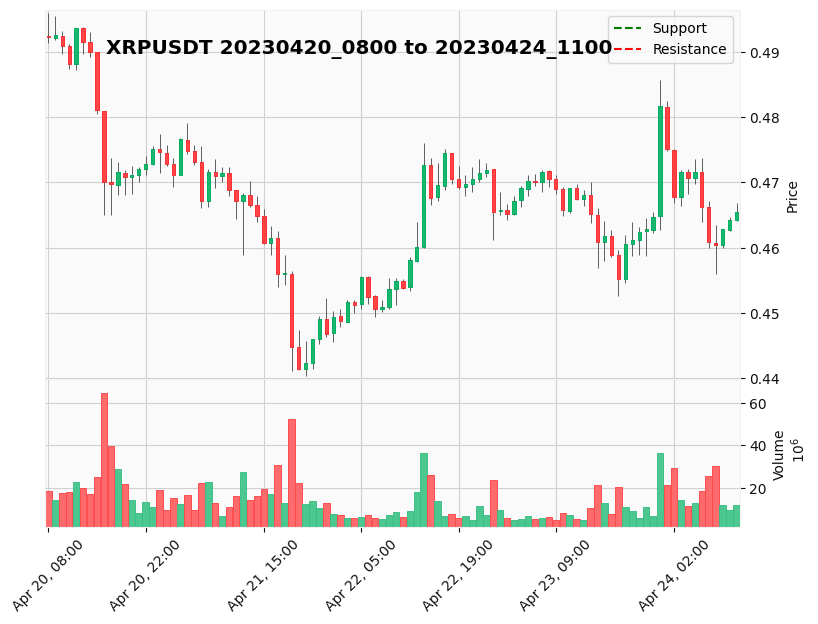 XRPUSDT 20230420_0800 to 20230424_1100
Support
Resistance
0.49
0.48
0.47
0.46
0.45
0.44
Price
60
40
20
Volume
10^6
Apr 20, 08:00
Apr 20, 22:00
Apr 21, 15:00
Apr 22, 05:00
Apr 22, 19:00
Apr 23, 09:00
Apr 24, 02:00